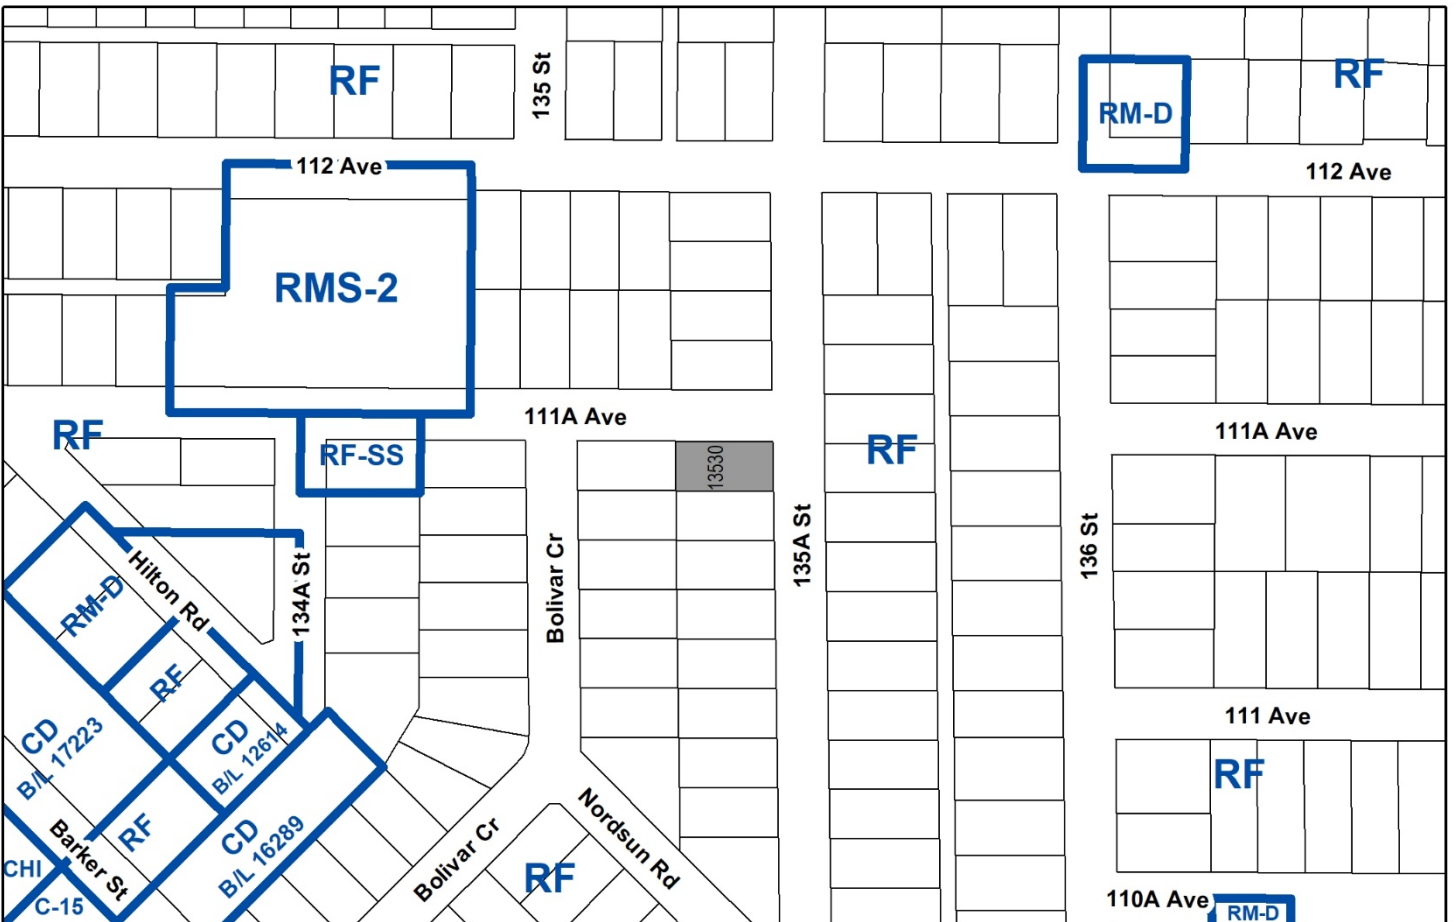 RF
135 St
RM-D
RF
112 Ave
112 Ave
RMS-2
111A Ave
RF
RF-SS
13530
RF
111A Ave
135A St
136 St
Bolivar Cr
134A St
Hilton Rd
RM-D
RF
CD
B/L 17223
CD
B/L 12614
111 Ave
RF
RF
CD
B/L 16289
Barker St
Nordsun Rd
Bolivar Cr
RF
CHI
C-15
110A Ave
RM-D